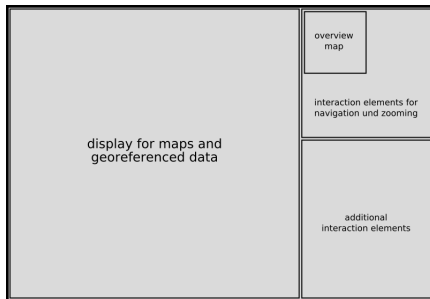 display for maps and
georeferenced data
overview
map
interaction elements for
navigation und zooming
additional
interaction elements